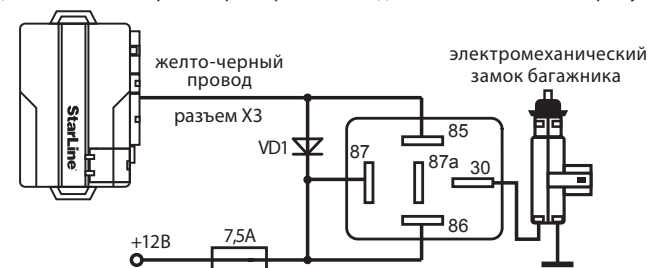 электромеханический
замок багажника
желто-черный
провод
разъем X3
StarLine
VD1
85
87
87a
30
86
+12В
7,5А